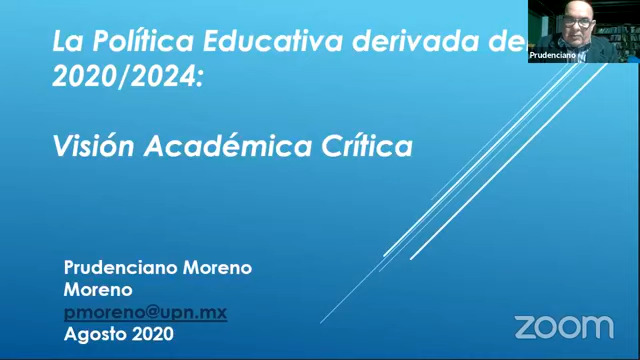 La Política Educativa derivada de
2020/2024:
Visión Académica Crítica
Prudenciano
Prudenciano Moreno
Moreno
pmoreno@upn.mx
Agosto 2020
zoom